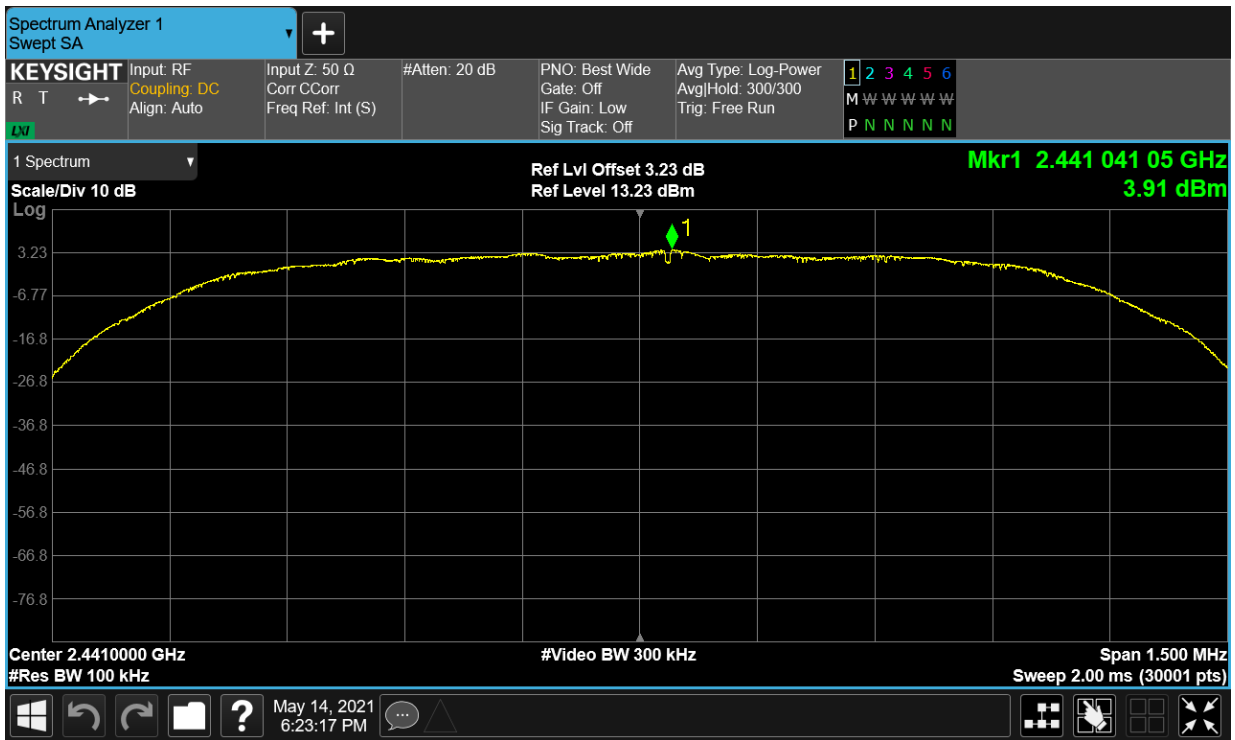 Spectrum Analyzer 1
Swept SA
+
KEYSIGHT
R T
LXI
Input: RF
Coupling: DC
Align: Auto
Input Z: 50 Ω
Corr CCorr
Freq Ref: Int (S)
#Atten: 20 dB
PNO: Best Wide
Gate: Off
IF Gain: Low
Sig Track: Off
Avg Type: Log-Power
Avg|Hold: 300/300
Trig: Free Run
1 2 3 4 5 6
M W W W W W
P N N N N N
1 Spectrum
Scale/Div 10 dB
Log
Ref Lvl Offset 3.23 dB
Ref Level 13.23 dBm
Mkr1 2.441 041 05 GHz
3.91 dBm
1
3.23
-6.77
-16.8
-26.8
-36.8
-46.8
-56.8
-66.8
-76.8
Center 2.4410000 GHz
#Res BW 100 kHz
#Video BW 300 kHz
Span 1.500 MHz
Sweep 2.00 ms (30001 pts)
?
May 14, 2021
6:23:17 PM